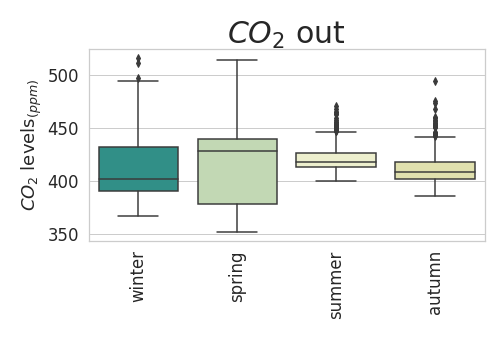 CO₂ out
CO₂ levels(ppm)
500
450
400
350
winter
spring
summer
autumn